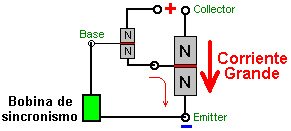 +
Collector
Base
N
N
N
N
Corriente
Grande
Bobina de
sincronismo
Emitter
-